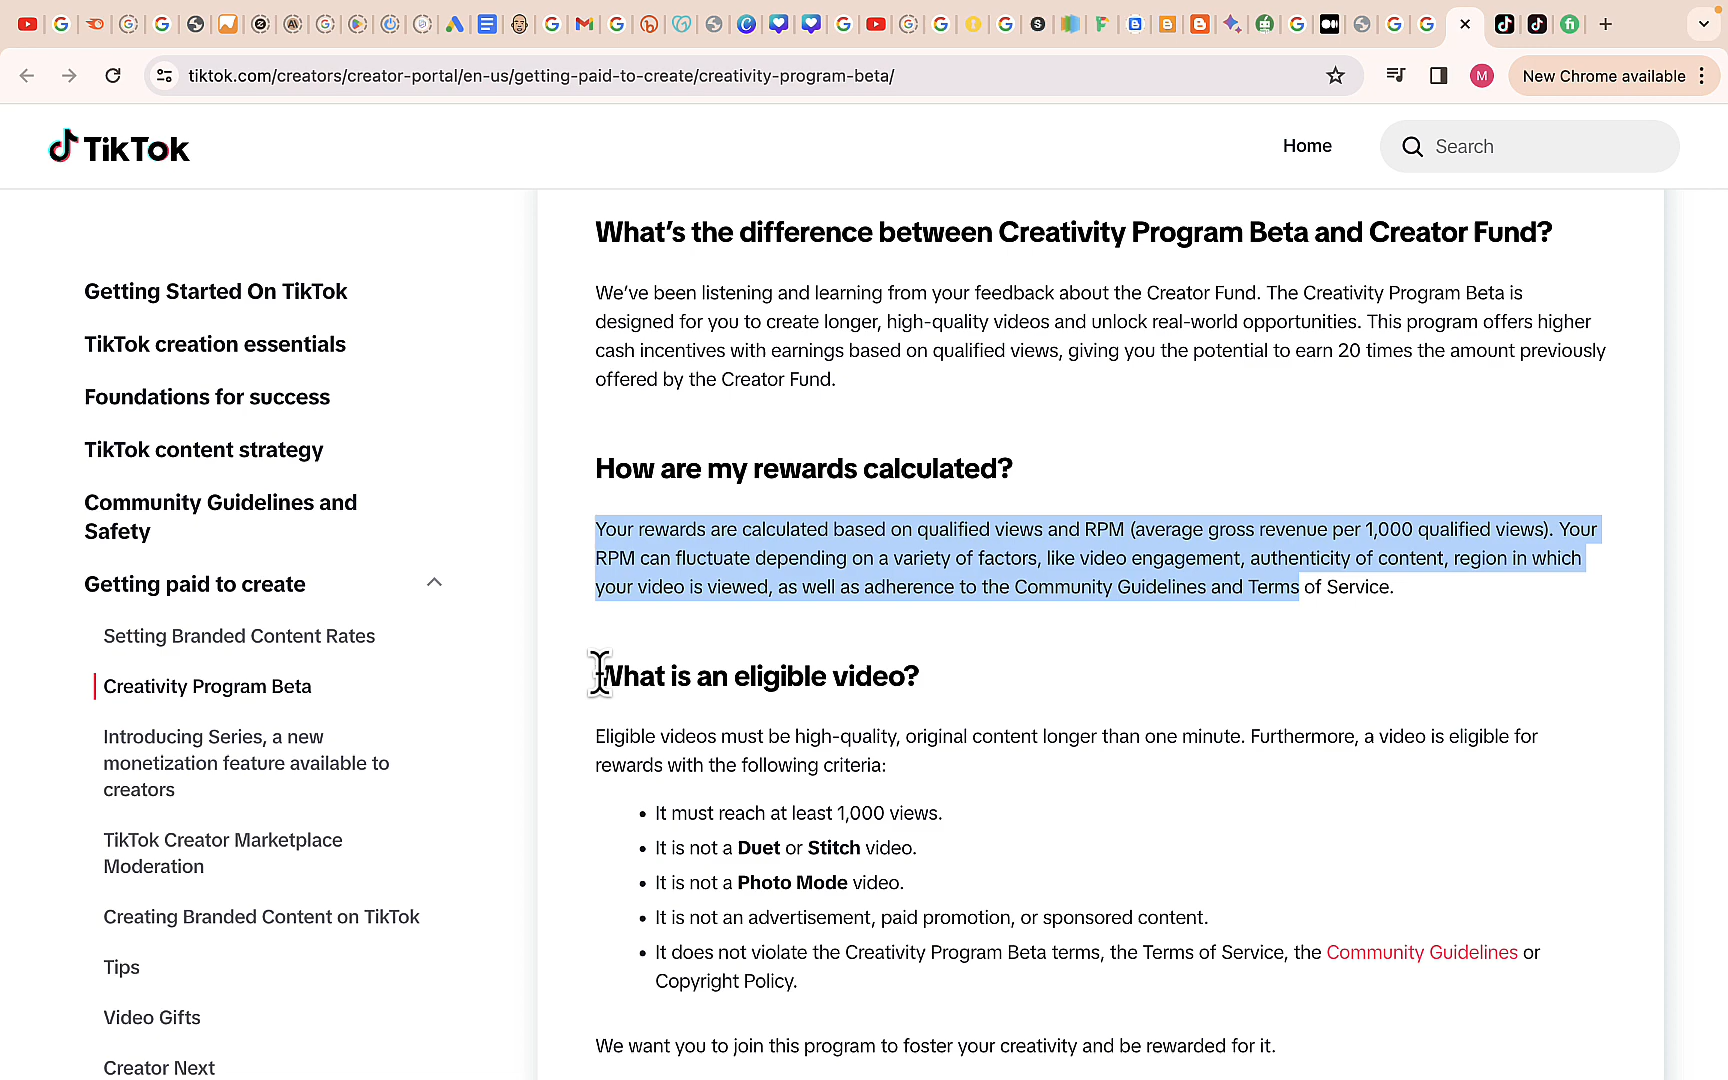 tiktok.com/creators/creator-portal/en-us/getting-paid-to-create/creativity-program-beta/
M
New Chrome available
TikTok
Home
Search
Getting Started On TikTok
TikTok creation essentials
Foundations for success
TikTok content strategy
Community Guidelines and
Safety
Getting paid to create
Setting Branded Content Rates
Creativity Program Beta
Introducing Series, a new
monetization feature available to
creators
TikTok Creator Marketplace
Moderation
Creating Branded Content on TikTok
Tips
Video Gifts
Creator Next
What's the difference between Creativity Program Beta and Creator Fund?
We've been listening and learning from your feedback about the Creator Fund. The Creativity Program Beta is
designed for you to create longer, high-quality videos and unlock real-world opportunities. This program offers higher
cash incentives with earnings based on qualified views, giving you the potential to earn 20 times the amount previously
offered by the Creator Fund.
How are my rewards calculated?
Your rewards are calculated based on qualified views and RPM (average gross revenue per 1,000 qualified views). Your
RPM can fluctuate depending on a variety of factors, like video engagement, authenticity of content, region in which
your video is viewed, as well as adherence to the Community Guidelines and Terms of Service.
What is an eligible video?
Eligible videos must be high-quality, original content longer than one minute. Furthermore, a video is eligible for
rewards with the following criteria:
• It must reach at least 1,000 views.
• It is not a Duet or Stitch video.
• It is not a Photo Mode video.
• It is not an advertisement, paid promotion, or sponsored content.
• It does not violate the Creativity Program Beta terms, the Terms of Service, the Community Guidelines or
Copyright Policy.
We want you to join this program to foster your creativity and be rewarded for it.